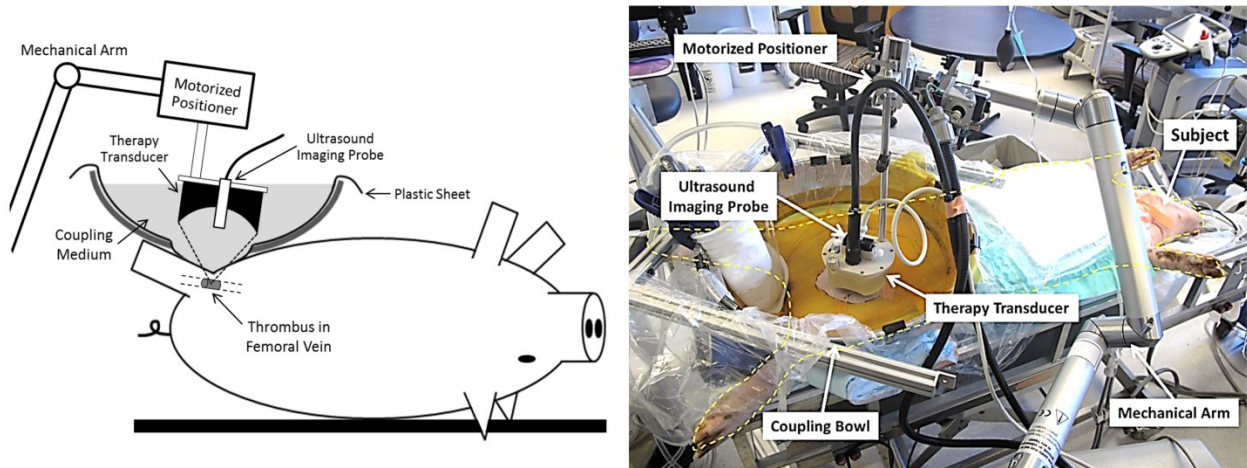 Mechanical Arm
Motorized
Positioner
Therapy
Transducer
Ultrasound
Imaging Probe
Plastic Sheet
Coupling
Medium
Thrombus in
Femoral Vein
Motorized Positioner
Subject
Ultrasound
Imaging Probe
Therapy Transducer
Coupling Bowl
Mechanical Arm